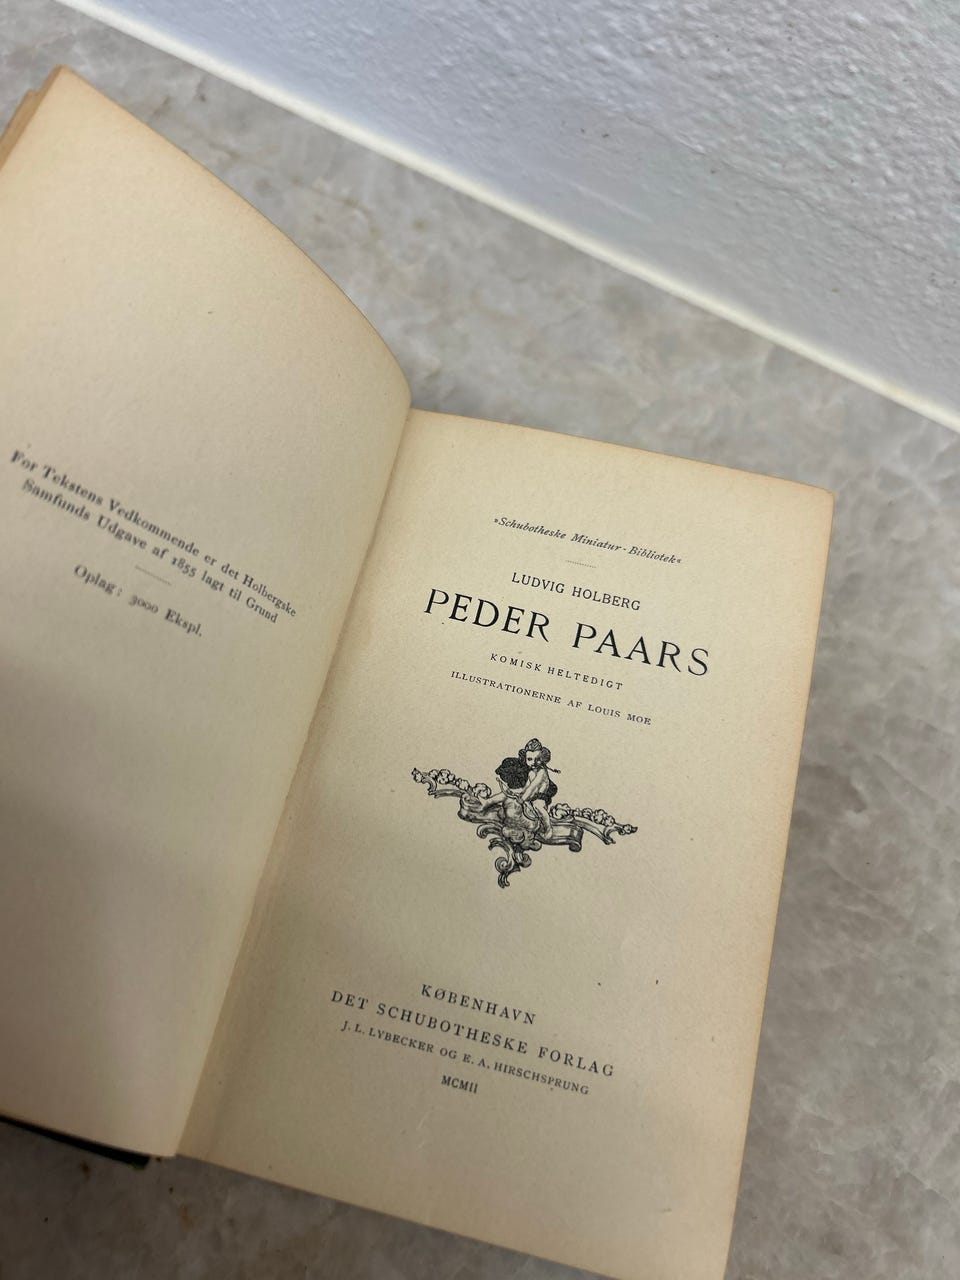 For Tekstens Vedkommende er det Holbergske
Samfunds Udgave af 1855 lagt til Grund
Oplag: 3000 Ekspl.
»Schubotheske Miniatur-Bibliotek«
LUDVIG HOLBERG
PEDER PAARS
KOMISK HELTEDIGT
ILLUSTRATIONERNE AF LOUIS MOE
KØBENHAVN
DET SCHUBOTHESKE FORLAG
J. L. LYBECKER OG E. A. HIRSCHSPRUNG
MCMII